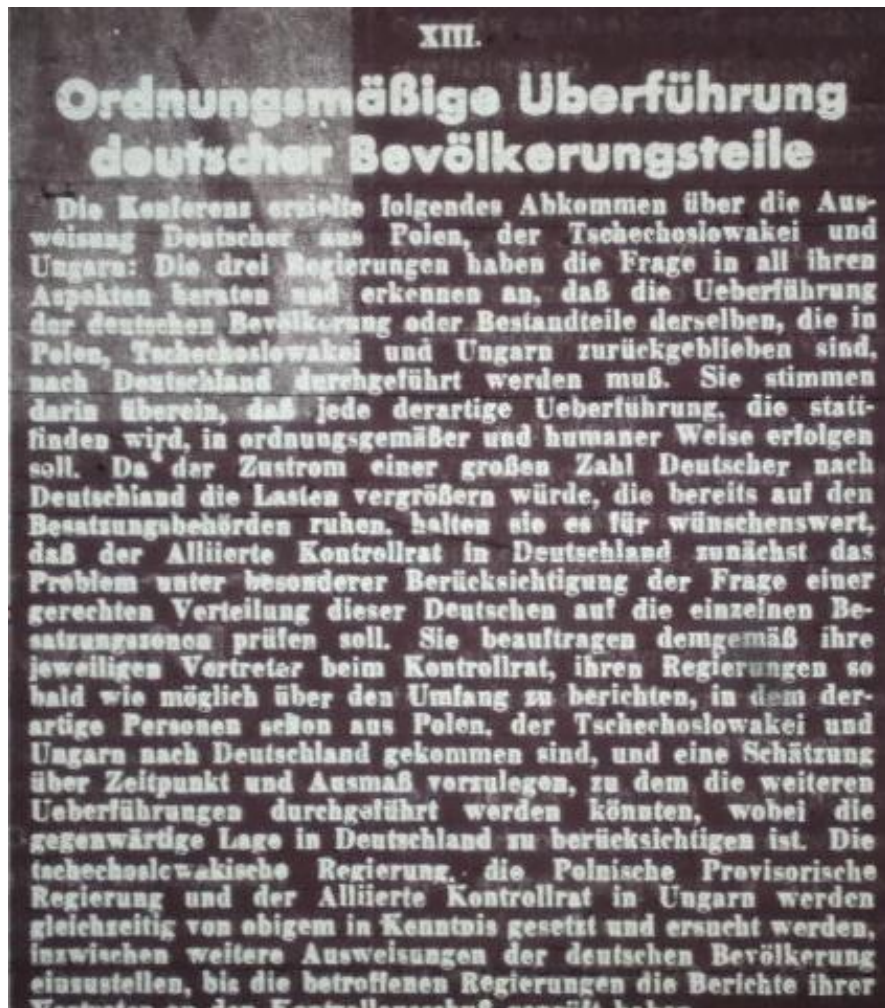 XIII.
Ordnungsmäßige Überführung
deutscher Bevölkerungsteile
Die Konferenz erzielte folgendes Abkommen über die Aus-
weisung Deutscher aus Polen, der Tschechoslowakei und
Ungarn: Die drei Regierungen haben die Frage in all ihren
Aspekten beraten und erkennen an, daß die Ueberführung
der deutschen Bevölkerung oder Bestandteile derselben, die in
Polen, Tschechoslowakei und Ungarn zurückgeblieben sind,
nach Deutschland durchgeführt werden muß. Sie stimmen
darin überein, daß jede derartige Ueberführung, die statt-
finden wird, in ordnungsgemäßer und humaner Weise erfolgen
soll. Da der Zustrom einer großen Zahl Deutscher nach
Deutschland die Lasten vergrößern würde, die bereits auf den
Besatzungsbehörden ruhen, halten sie es für wünschenswert,
daß der Alliierte Kontrollrat in Deutschland zunächst das
Problem unter besonderer Berücksichtigung der Frage einer
gerechten Verteilung dieser Deutschen auf die einzelnen Be-
satzungszonen prüfen soll. Sie beauftragen demgemäß ihre
jeweiligen Vertreter beim Kontrollrat, ihren Regierungen so
bald wie möglich über den Umfang zu berichten, in dem der-
artige Personen schon aus Polen, der Tschechoslowakei und
Ungarn nach Deutschland gekommen sind, und eine Schätzung
über Zeitpunkt und Ausmaß vorzulegen, zu dem die weiteren
Ueberführungen durchgeführt werden könnten, wobei die
gegenwärtige Lage in Deutschland zu berücksichtigen ist. Die
tschechoslowakische Regierung, die Polnische Provisorische
Regierung und der Alliierte Kontrollrat in Ungarn werden
gleichzeitig von obigem in Kenntnis gesetzt und ersucht werden,
inzwischen weitere Ausweisungen der deutschen Bevölkerung
einzustellen, bis die betroffenen Regierungen die Berichte ihrer